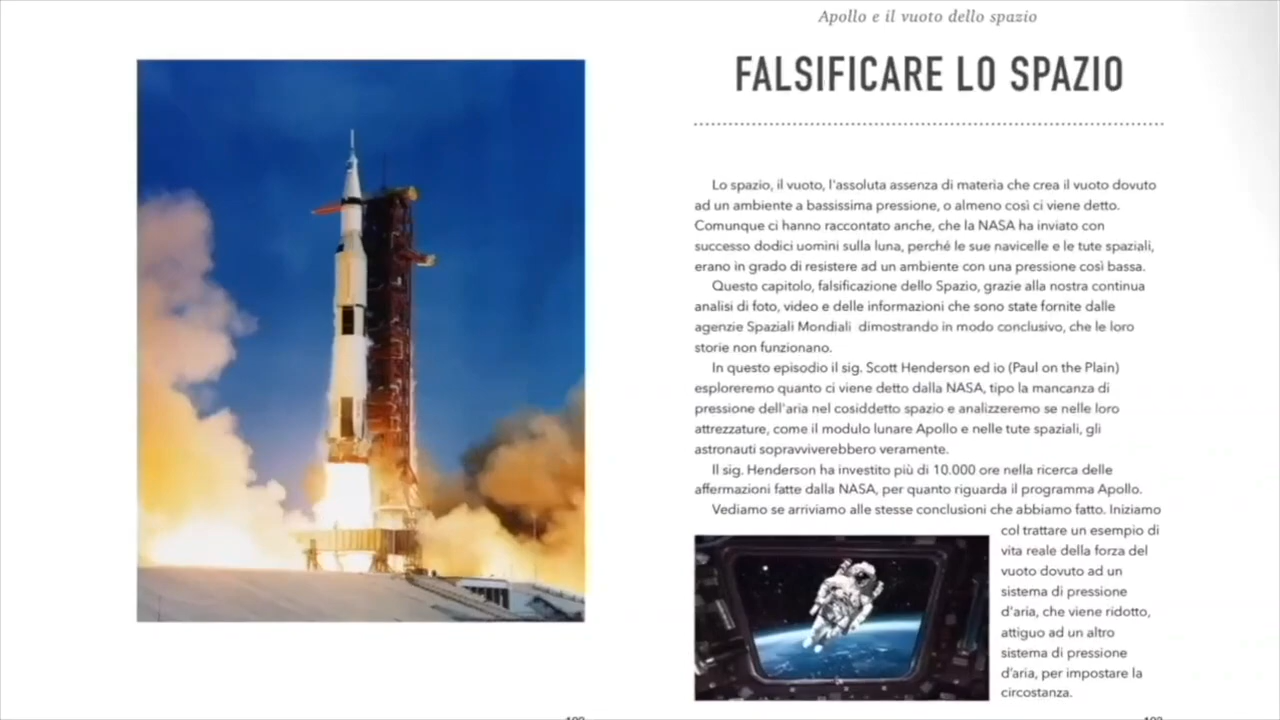 Apollo e il vuoto dello spazio
FALSIFICARE LO SPAZIO
Lo spazio, il vuoto, l'assoluta assenza di materia che crea il vuoto dovuto
ad un ambiente a bassissima pressione, o almeno così ci viene detto.
Comunque ci hanno raccontato anche, che la NASA ha inviato con
successo dodici uomini sulla luna, perché le sue navicelle e le tute spaziali,
erano in grado di resistere ad un ambiente con una pressione così bassa.
Questo capitolo, falsificazione dello Spazio, grazie alla nostra continua
analisi di foto, video e delle informazioni che sono state fornite dalle
agenzie Spaziali Mondiali dimostrando in modo conclusivo, che le loro
storie non funzionano.
In questo episodio il sig. Scott Henderson ed io (Paul on the Plain)
esploreremo quanto ci viene detto dalla NASA, tipo la mancanza di
pressione dell'aria nel cosiddetto spazio e analizzeremo se nelle loro
attrezzature, come il modulo lunare Apollo e nelle tute spaziali, gli
astronauti sopravviverebbero veramente.
Il sig. Henderson ha investito più di 10.000 ore nella ricerca delle
affermazioni fatte dalla NASA, per quanto riguarda il programma Apollo.
Vediamo se arriviamo alle stesse conclusioni che abbiamo fatto. Iniziamo
col trattare un esempio di
vita reale della forza del
vuoto dovuto ad un
sistema di pressione
d'aria, che viene ridotto,
attiguo ad un altro
sistema di pressione
d'aria, per impostare la
circostanza.